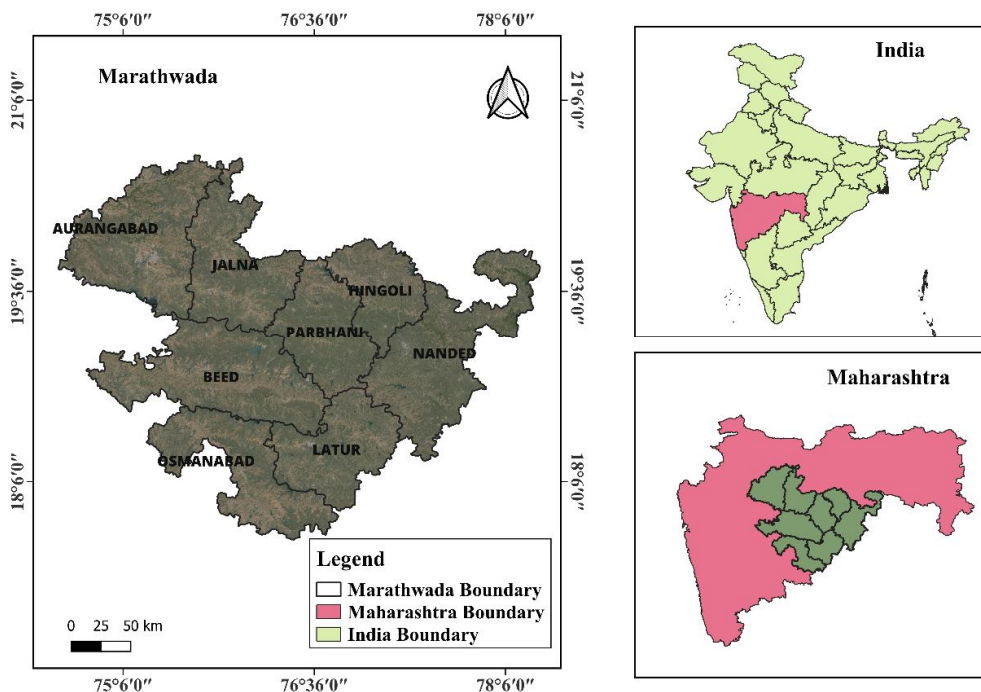 75°6′0″ 76°36′0″ 78°6′0″
Marathwada
21°6′0″
21°6′0″
AURANGABAD
JALNA
HINGOLI
19°36′0″
19°36′0″
PARBHANI
NANDED
BEED
OSMANABAD
LATUR
18°6′0″
18°6′0″
Legend
Marathwada Boundary
Maharashtra Boundary
India Boundary
0 25 50 km
75°6′0″ 76°36′0″ 78°6′0″
India
Maharashtra